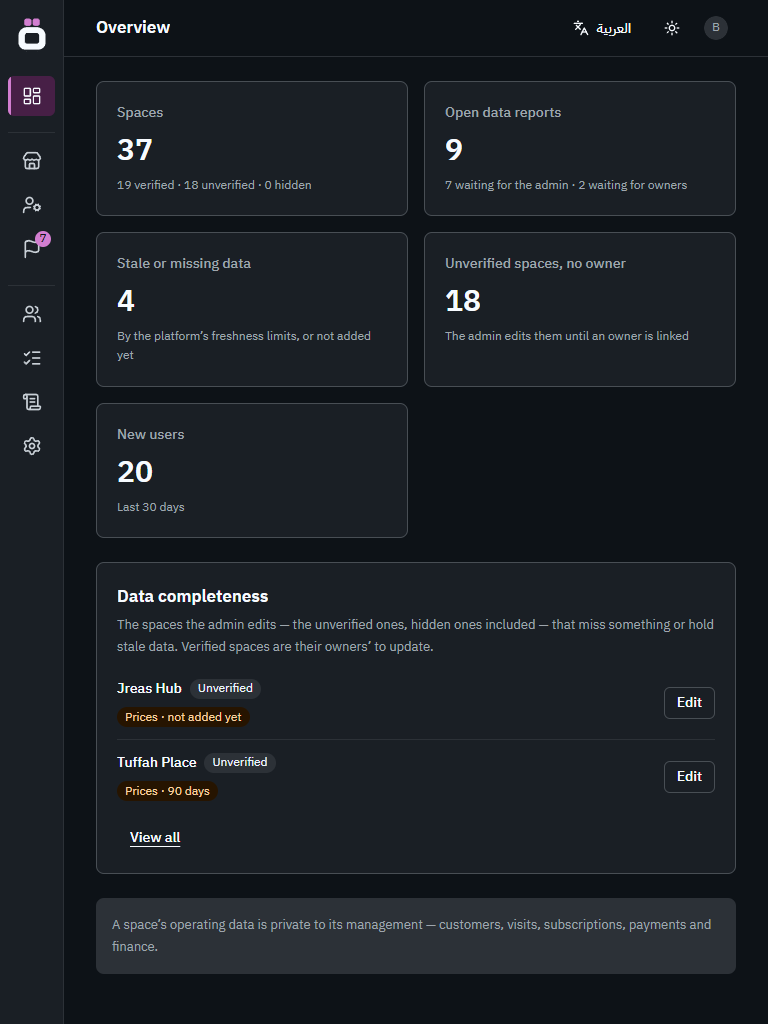 Overview
العربية
B
Spaces
37
19 verified · 18 unverified · 0 hidden
Open data reports
9
7 waiting for the admin · 2 waiting for owners
7
Stale or missing data
4
By the platform’s freshness limits, or not added
yet
Unverified spaces, no owner
18
The admin edits them until an owner is linked
New users
20
Last 30 days
Data completeness
The spaces the admin edits — the unverified ones, hidden ones included — that miss something or hold
stale data. Verified spaces are their owners’ to update.
Jreas Hub Unverified
Prices · not added yet
Edit
Tuffah Place Unverified
Prices · 90 days
Edit
View all
A space’s operating data is private to its management — customers, visits, subscriptions, payments and
finance.